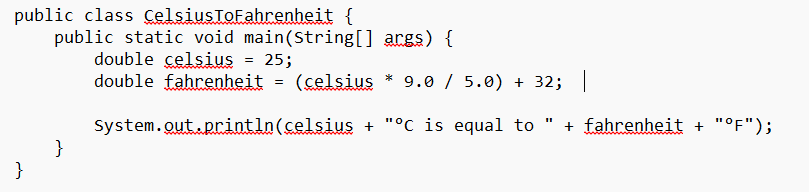 public class CelsiusToFahrenheit {
    public static void main(String[] args) {
        double celsius = 25;
        double fahrenheit = (celsius * 9.0 / 5.0) + 32;
        System.out.println(celsius + "°C is equal to " + fahrenheit + "°F");
    }
}